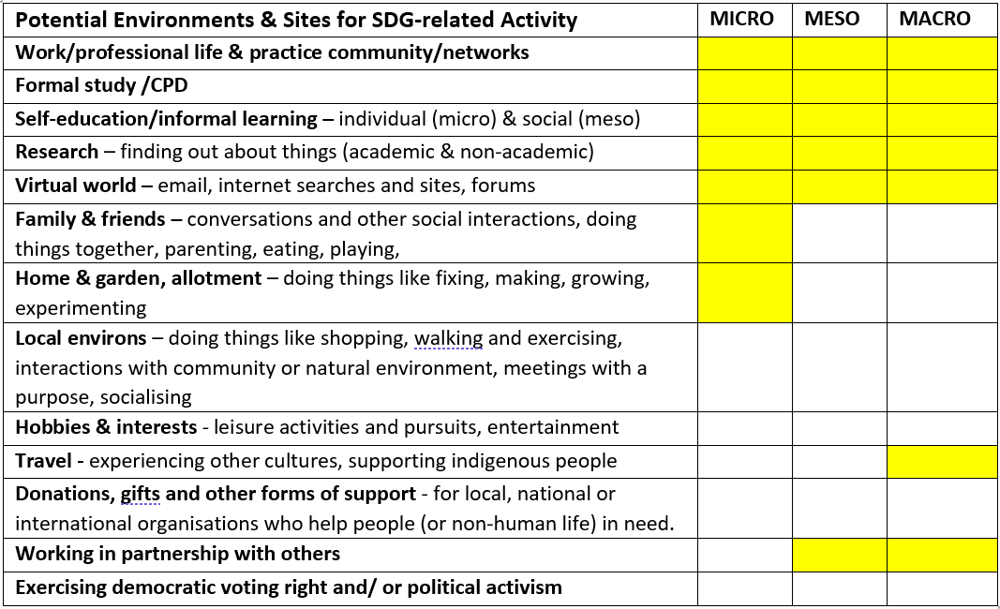 Potential Environments & Sites for SDG-related Activity MICRO MESO MACRO
Work/professional life & practice community/networks
Formal study /CPD
Self-education/informal learning – individual (micro) & social (meso)
Research – finding out about things (academic & non-academic)
Virtual world – email, internet searches and sites, forums
Family & friends – conversations and other social interactions, doing
things together, parenting, eating, playing,
Home & garden, allotment – doing things like fixing, making, growing,
experimenting
Local environs – doing things like shopping, walking and exercising,
interactions with community or natural environment, meetings with a
purpose, socialising
Hobbies & interests - leisure activities and pursuits, entertainment
Travel - experiencing other cultures, supporting indigenous people
Donations, gifts and other forms of support - for local, national or
international organisations who help people (or non-human life) in need.
Working in partnership with others
Exercising democratic voting right and/ or political activism